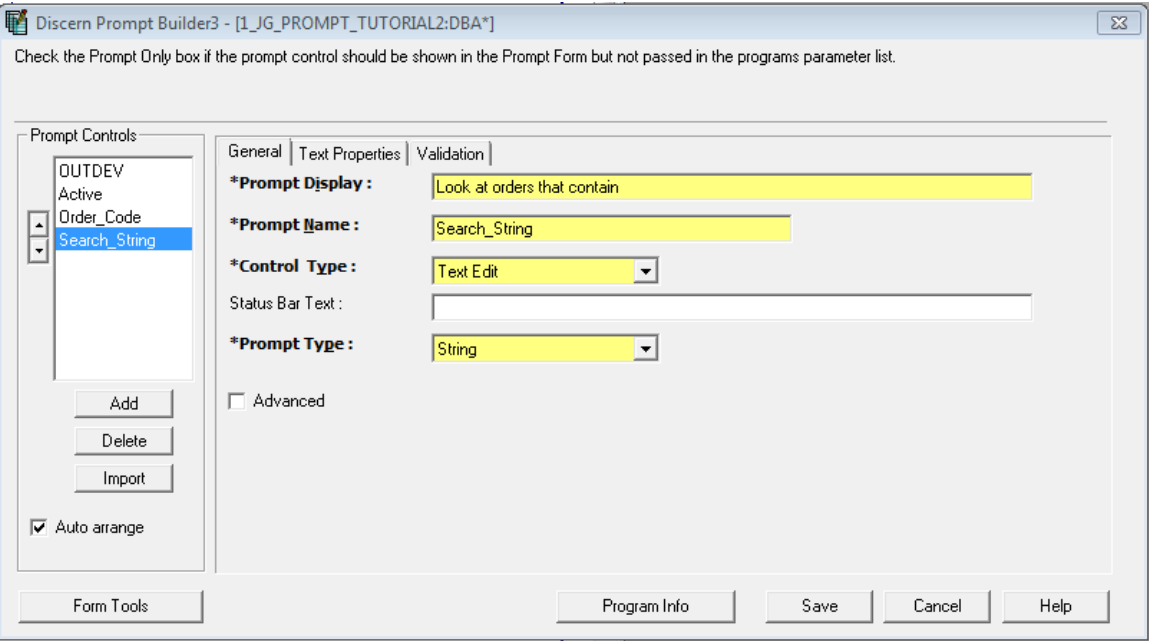 Discern Prompt Builder3 - [1_JG_PROMPT_TUTORIAL2:DBA*]
Check the Prompt Only box if the prompt control should be shown in the Prompt Form but not passed in the programs parameter list.
Prompt Controls
OUTDEV
Active
Order_Code
Search_String
Add
Delete
Import
Auto arrange
General Text Properties Validation
*Prompt Display :
Look at orders that contain
*Prompt Name :
Search_String
*Control Type :
Text Edit
Status Bar Text :
*Prompt Type :
String
Advanced
Form Tools Program Info Save Cancel Help